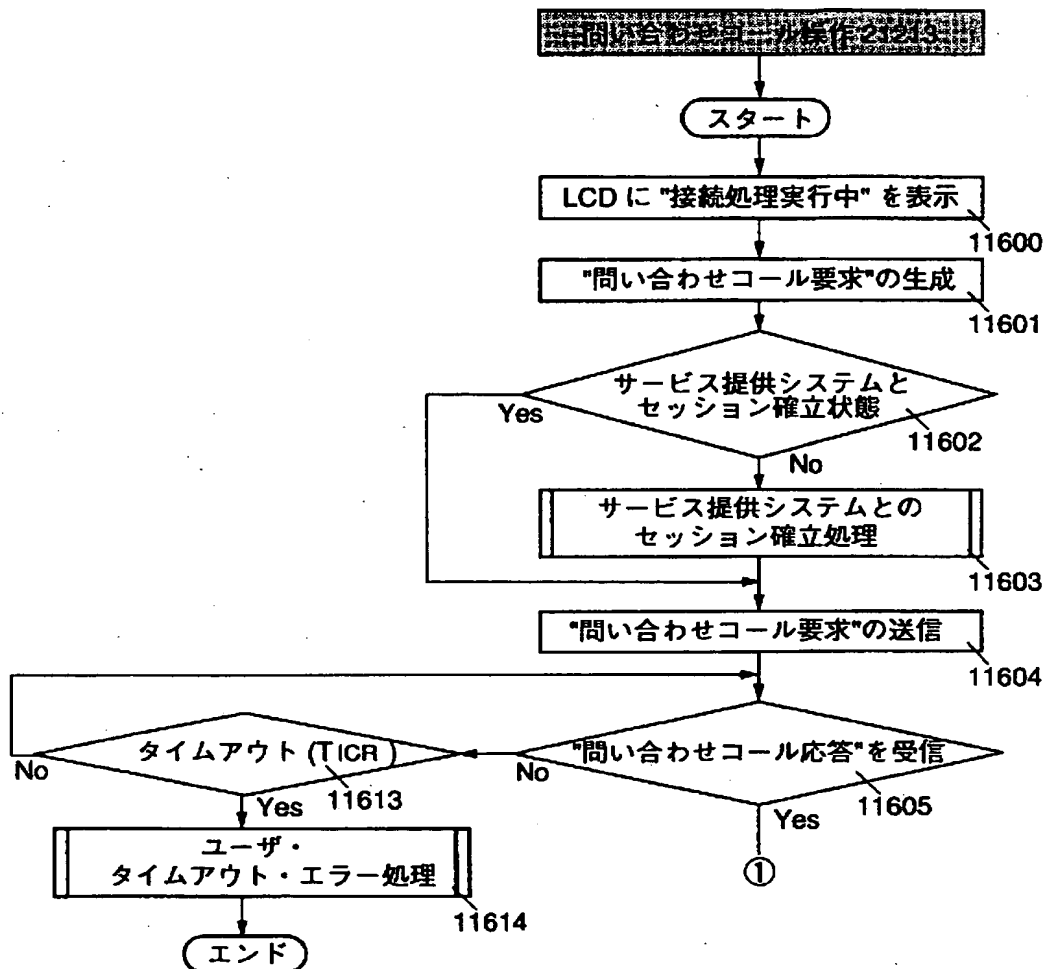 問い合わせコール操作 21213
スタート
LCD に "接続処理実行中" を表示
11600
"問い合わせコール要求"の生成
11601
サービス提供システムと
セッション確立状態
11602
Yes
No
サービス提供システムとの
セッション確立処理
11603
"問い合わせコール要求"の送信
11604
"問い合わせコール応答"を受信
11605
No
Yes
①
タイムアウト (TICR)
11613
No
Yes
ユーザ・
タイムアウト・エラー処理
11614
エンド